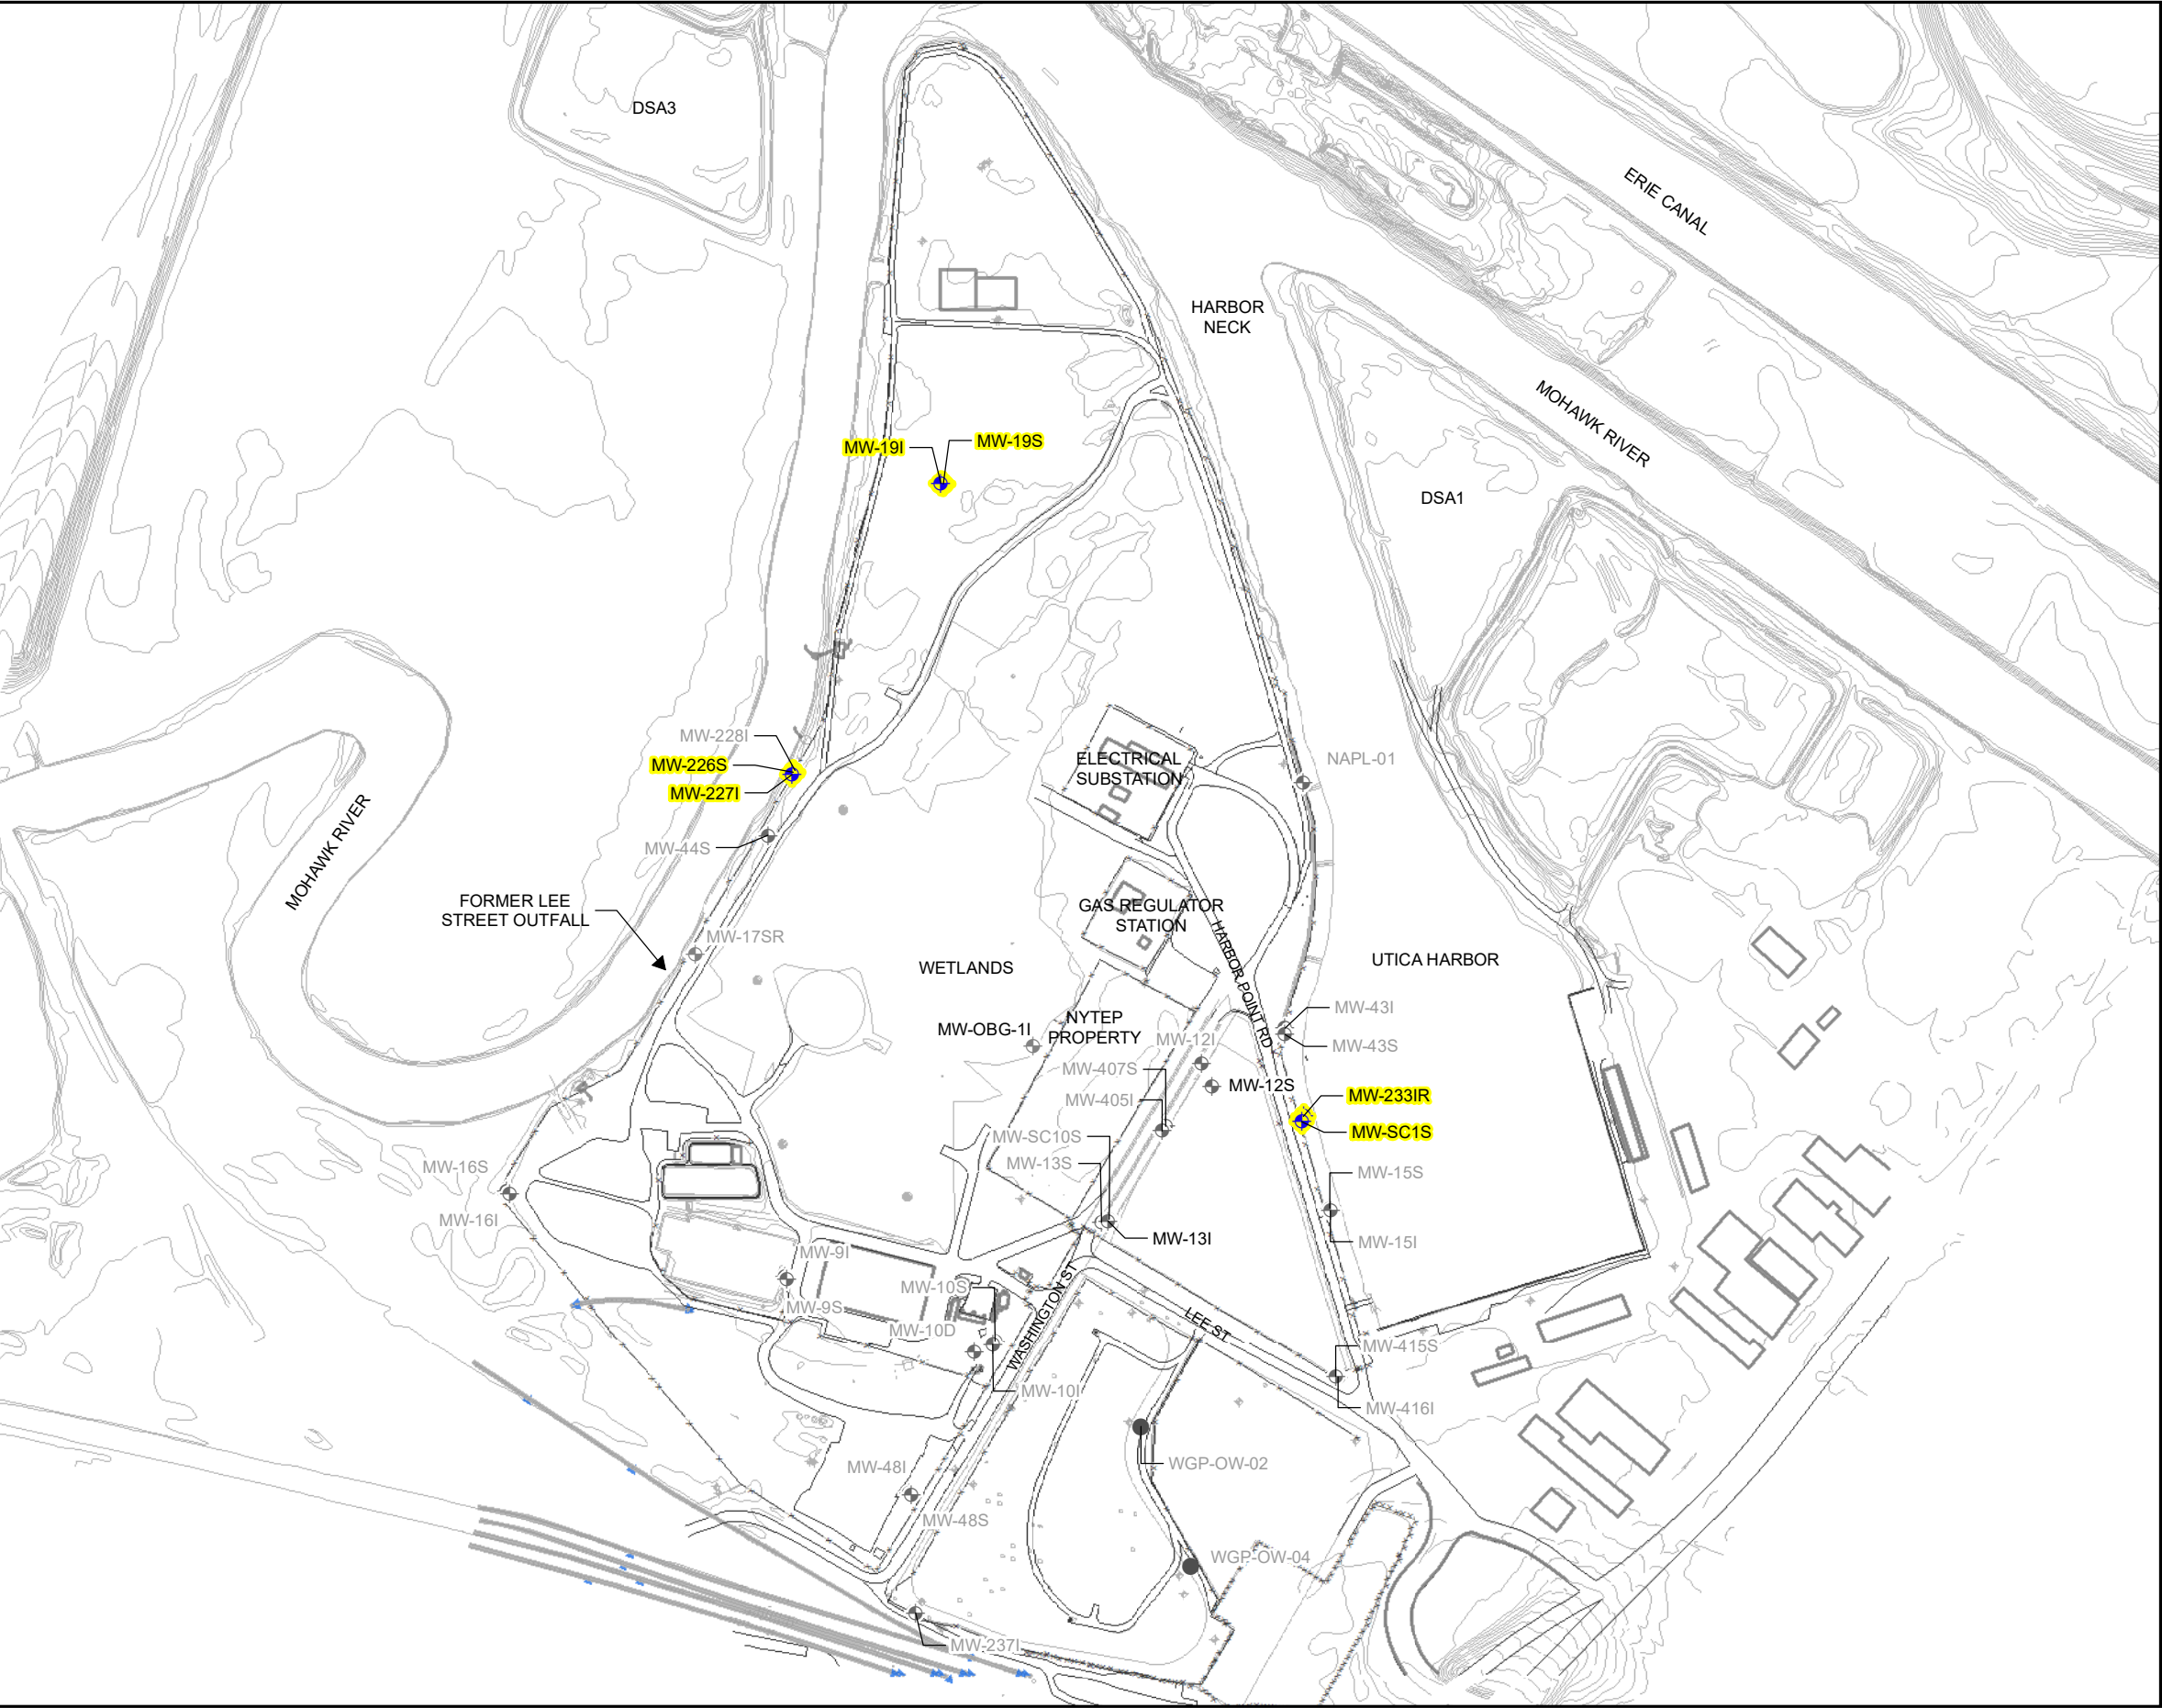 DSA3
ERIE CANAL
HARBOR
NECK
MOHAWK RIVER
MW-19I
MW-19S
DSA1
MW-228I
MW-226S
MW-227I
ELECTRICAL
SUBSTATION
NAPL-01
MW-44S
MOHAWK RIVER
FORMER LEE
STREET OUTFALL
GAS REGULATOR
STATION
HARBOR POINT RD
MW-17SR
WETLANDS
UTICA HARBOR
MW-43I
MW-OBG-1I
NYTEP
PROPERTY
MW-12I
MW-43S
MW-407S
MW-12S
MW-405I
MW-233IR
MW-SC1S
MW-SC10S
MW-13S
MW-16S
MW-15S
MW-16I
MW-13I
MW-15I
MW-9I
MW-10S
MW-9S
MW-10D
WASHINGTON ST
LEE ST
MW-415S
MW-10I
MW-416I
MW-48I
WGP-OW-02
MW-48S
WGP-OW-04
MW-237I